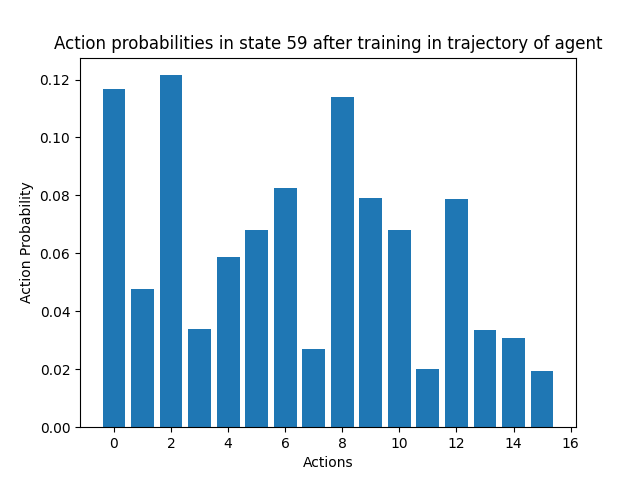 Action probabilities in state 59 after training in trajectory of agent
0.12
0.10
0.08
0.06
0.04
0.02
0.00
Action Probability
0 2 4 6 8 10 12 14 16
Actions